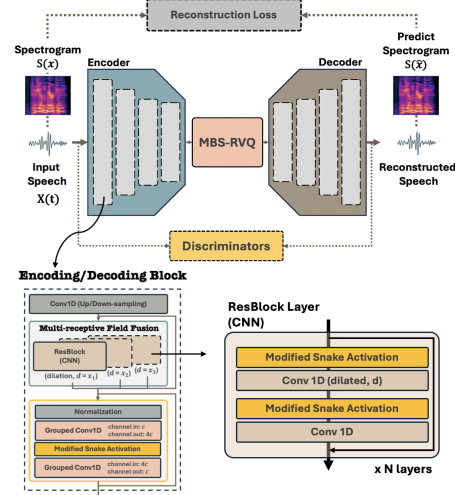 Reconstruction Loss
Spectrogram
S(x)
Encoder
Decoder
Predict
Spectrogram
S(x̃)
MBS-RVQ
Input
Speech
X(t)
Reconstructed
Speech
Discriminators
Encoding/Decoding Block
Conv1D (Up/Down-sampling)
Multi-receptive Field Fusion
ResBlock
(CNN)
(dilation, d = x₁)
(d = x₂)
(d = x₃)
Normalization
Grouped Conv1D channel in: c
channel out: 4c
Modified Snake Activation
Grouped Conv1D channel in: 4c
channel out: c
ResBlock Layer
(CNN)
Modified Snake Activation
Conv 1D (dilated, d)
Modified Snake Activation
Conv 1D
x N layers